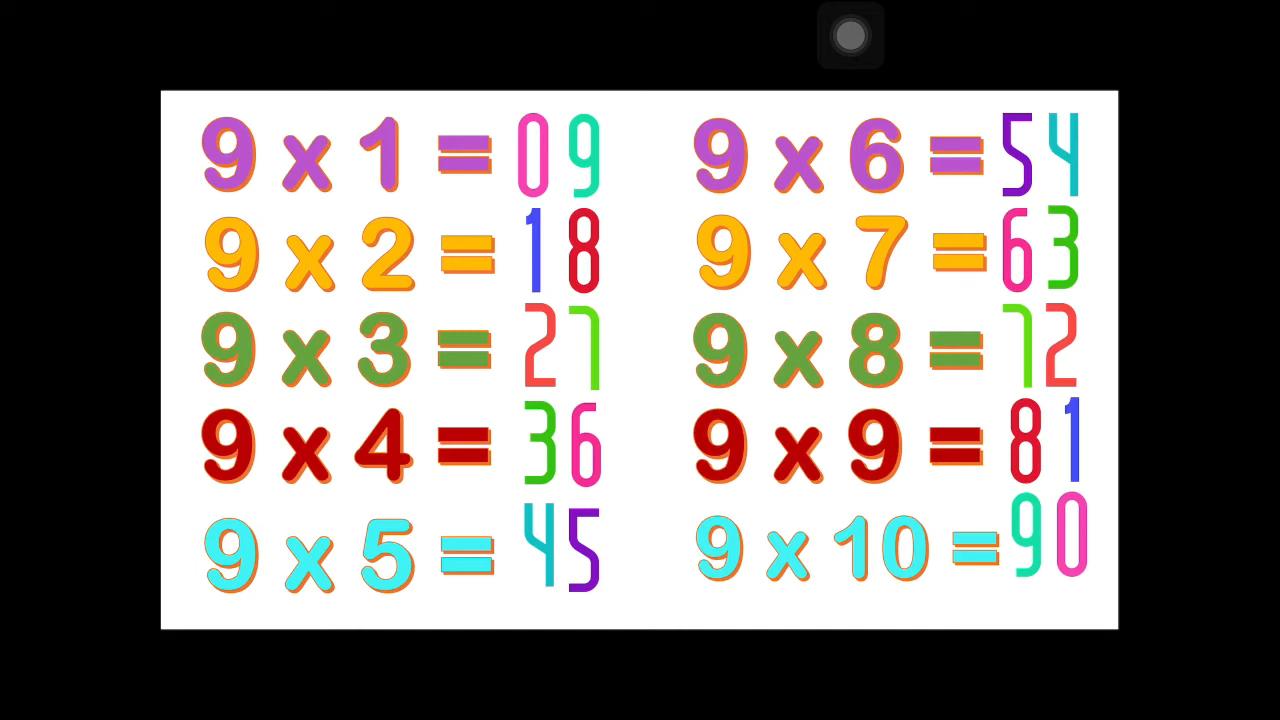 9 x 1 = 09
9 x 2 = 18
9 x 3 = 27
9 x 4 = 36
9 x 5 = 45
9 x 6 = 54
9 x 7 = 63
9 x 8 = 72
9 x 9 = 81
9 x 10 = 90